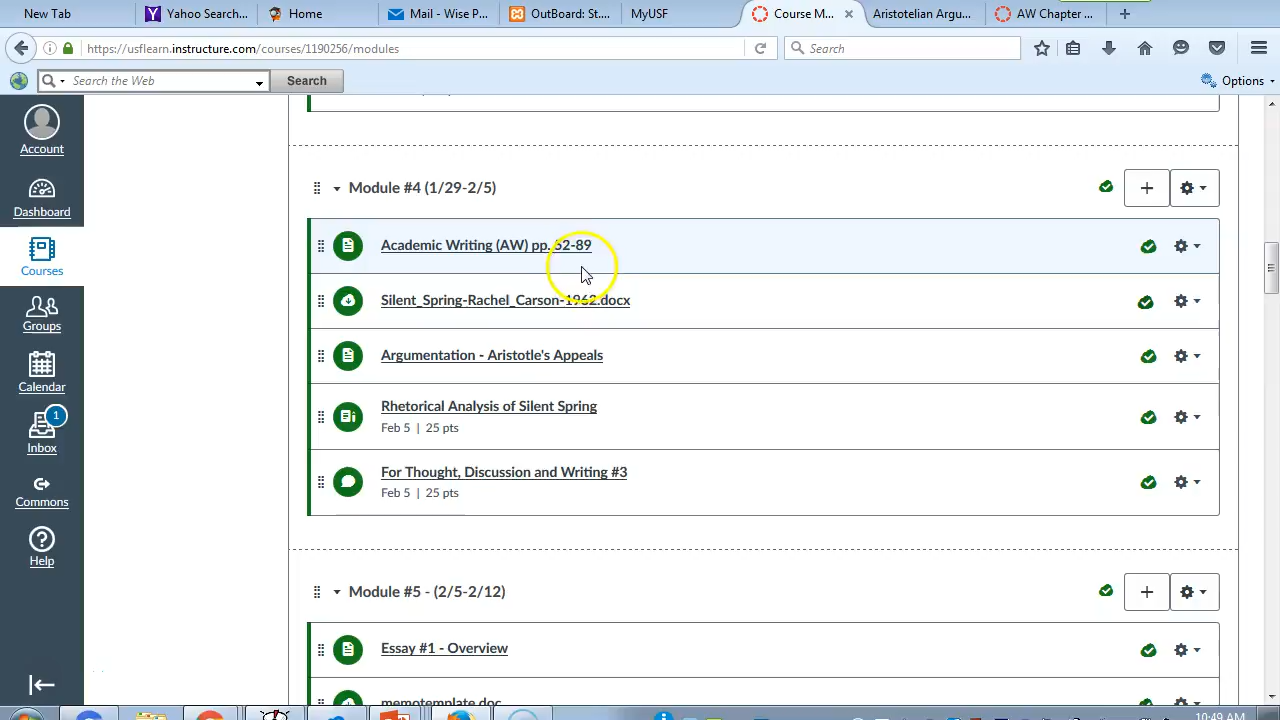 New Tab
Yahoo Search...
Home
Mail - Wise P...
OutBoard: St....
MyUSF
Course M...
Aristotelian Argu...
AW Chapter ...
https://usflearn.instructure.com/courses/1190256/modules
Search
Search the Web
Search
Options
Account
Dashboard
Courses
Groups
Calendar
1
Inbox
Commons
Help
Module #4 (1/29-2/5)
Academic Writing (AW) pp. 52-89
Silent_Spring-Rachel_Carson-1962.docx
Argumentation - Aristotle's Appeals
Rhetorical Analysis of Silent Spring
Feb 5 | 25 pts
For Thought, Discussion and Writing #3
Feb 5 | 25 pts
Module #5 - (2/5-2/12)
Essay #1 - Overview
memotemplate.doc
10:49 AM